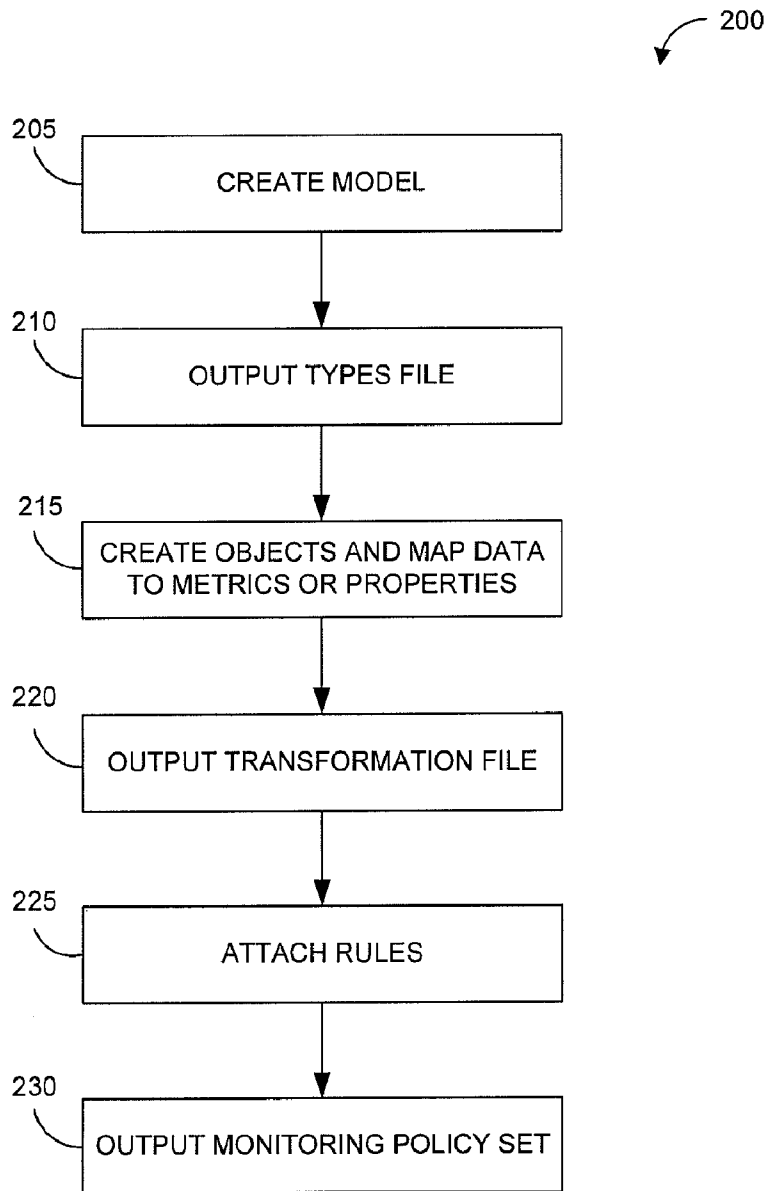 200
205
CREATE MODEL
210
OUTPUT TYPES FILE
215
CREATE OBJECTS AND MAP DATA
TO METRICS OR PROPERTIES
220
OUTPUT TRANSFORMATION FILE
225
ATTACH RULES
230
OUTPUT MONITORING POLICY SET